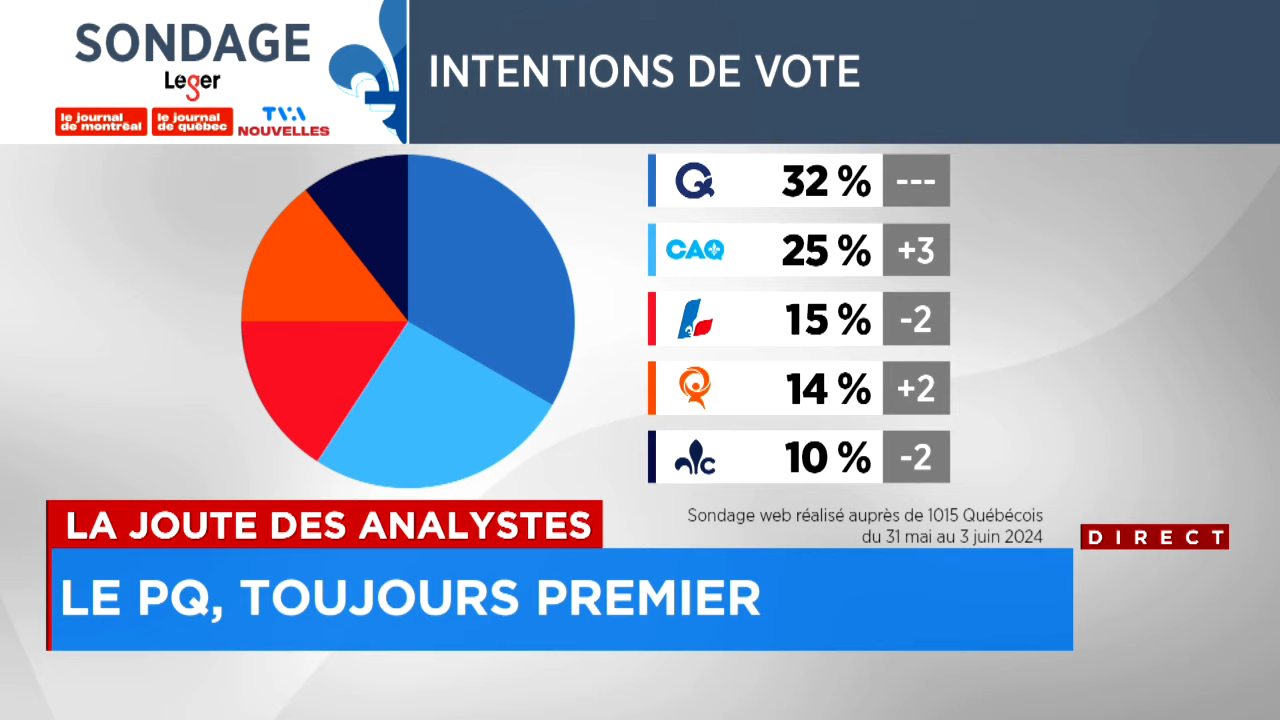 SONDAGE
Leger
le journal de montréal
le journal de québec
TVA NOUVELLES
INTENTIONS DE VOTE
32 % ---
CAQ 25 % +3
15 % -2
14 % +2
C 10 % -2
Sondage web réalisé auprès de 1015 Québécois
du 31 mai au 3 juin 2024
LA JOUTE DES ANALYSTES
DIRECT
LE PQ, TOUJOURS PREMIER